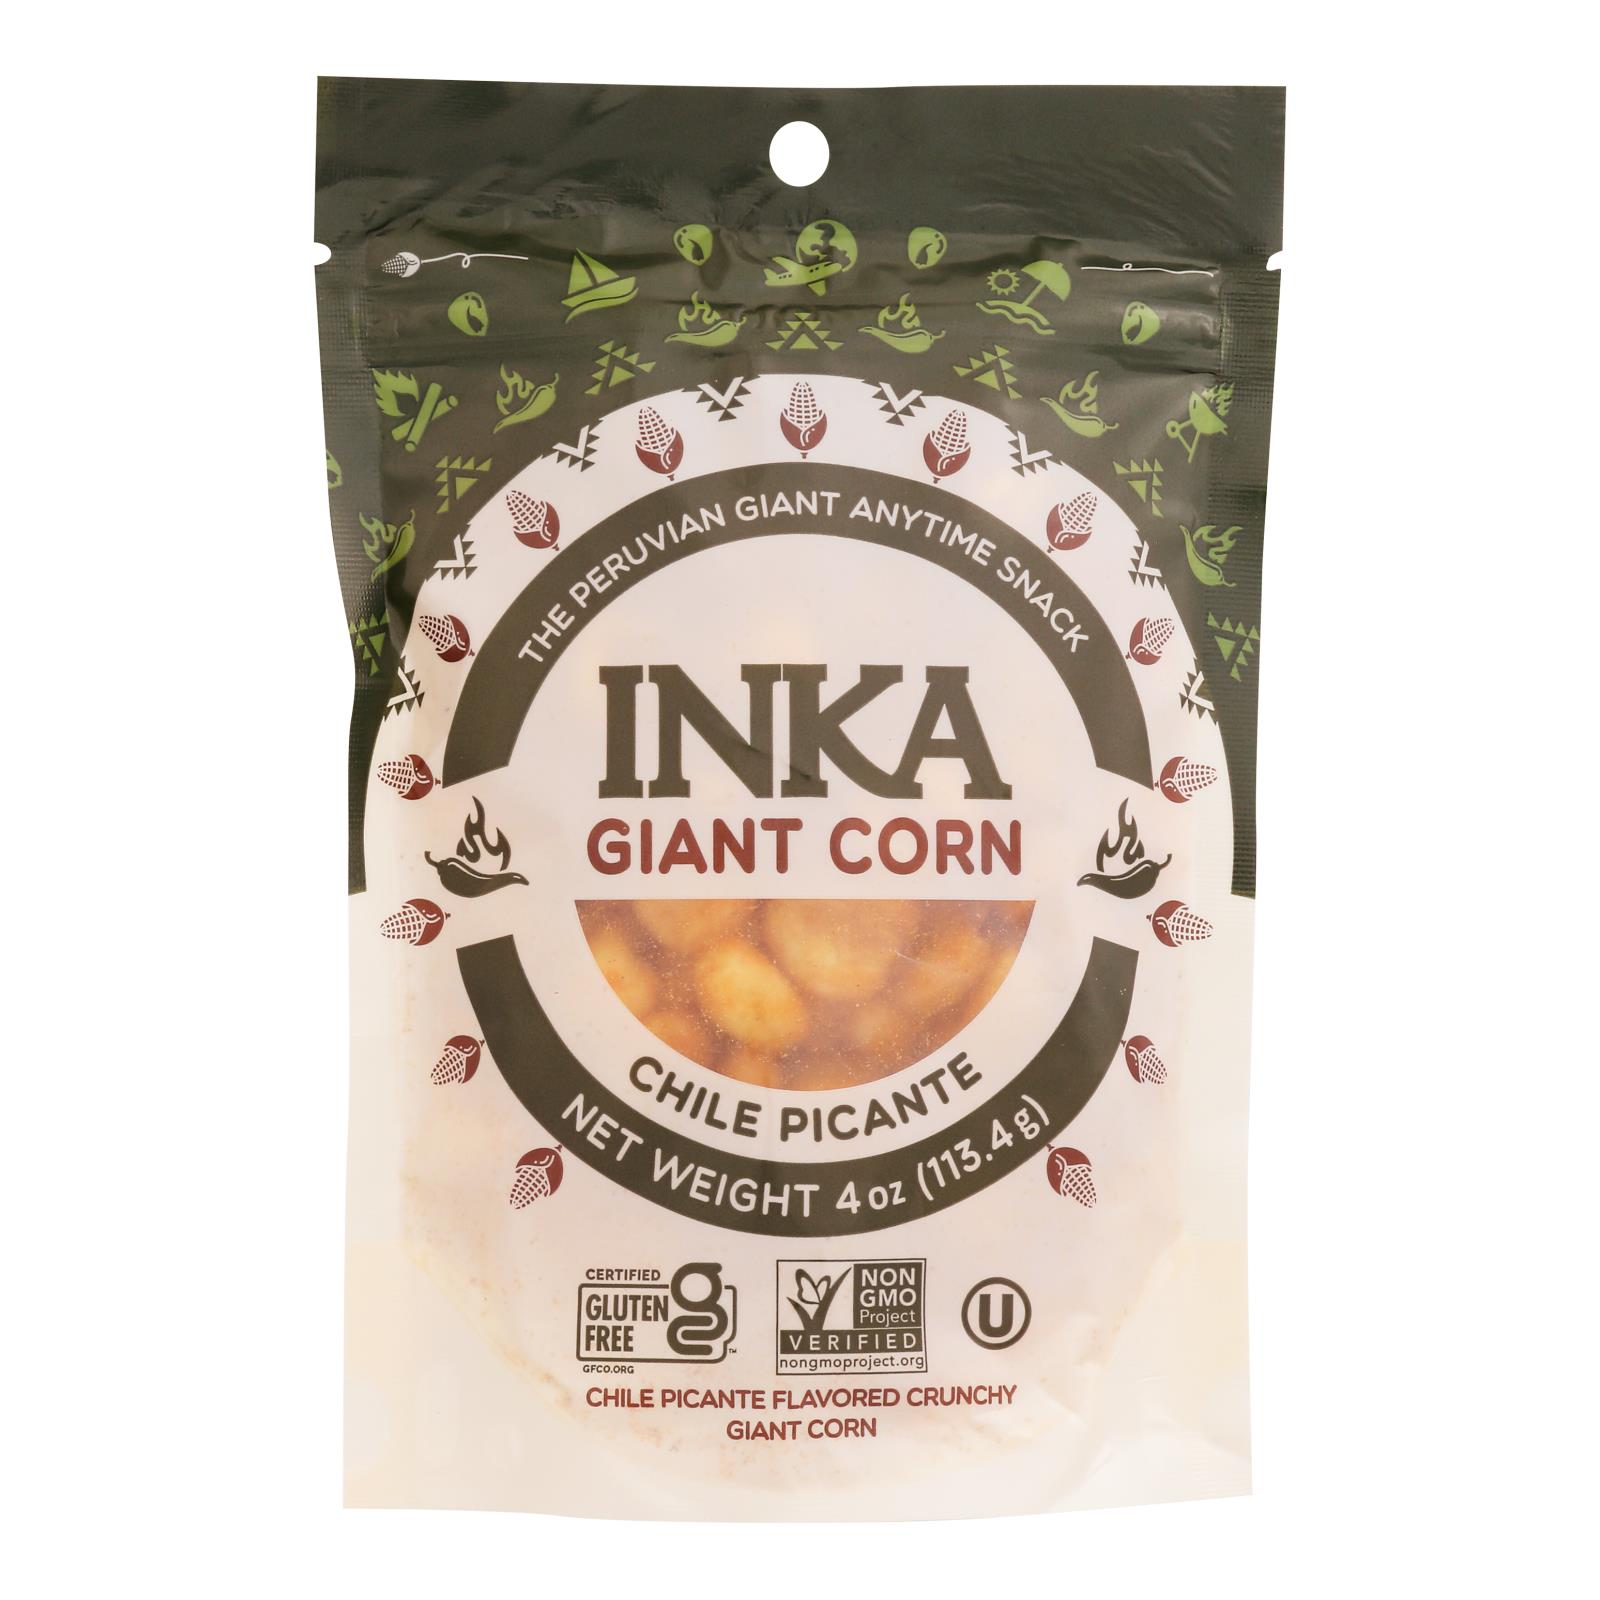 THE PERUVIAN GIANT ANYTIME SNACK
INKA
GIANT CORN
CHILE PICANTE
NET WEIGHT 4 oz (113.4 g)
CERTIFIED
GLUTEN
FREE
g
™
GFCO.ORG
NON
GMO
Project
VERIFIED
nongmoproject.org
U
CHILE PICANTE FLAVORED CRUNCHY
GIANT CORN